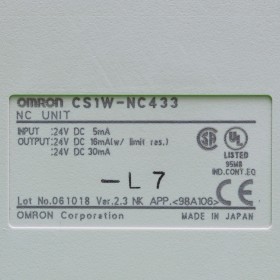 OMRON CS1W-NC433
NC UNIT
INPUT :24V DC 5mA
OUTPUT:24V DC 16mA(w/ limit res.)
:24V DC 30mA
LISTED
95M8
IND.CONT.EQ
-L7
Lot No.061018 Ver.2.3 NK APP.<98A106>
OMRON Corporation MADE IN JAPAN